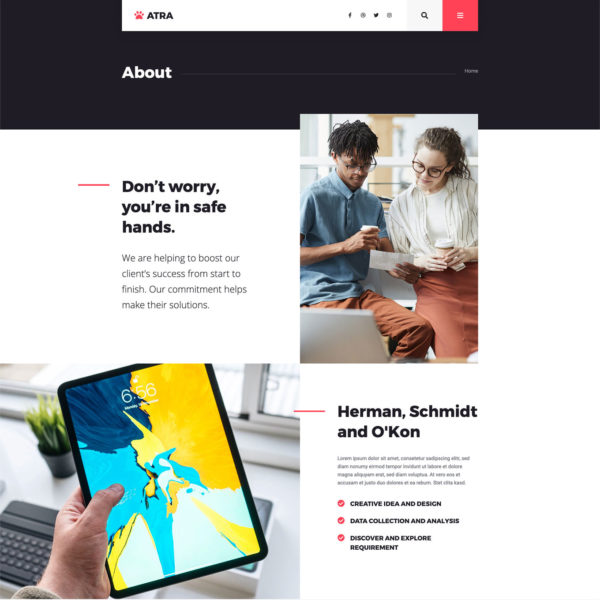 ATRA
About
Home
Don't worry,
you're in safe
hands.
We are helping to boost our
client's success from start to
finish. Our commitment helps
make their solutions.
6:56
Herman, Schmidt
and O'Kon
Lorem ipsum dolor sit amet, consetetur sadipscing elitr, sed
diam nonumy eirmod tempor invidunt ut labore et dolore
magna aliquyam erat, sed diam voluptua. At vero eos et
accusam et justo duo dolores et ea rebum. Stet clita kasd.
CREATIVE IDEA AND DESIGN
DATA COLLECTION AND ANALYSIS
DISCOVER AND EXPLORE
REQUIREMENT